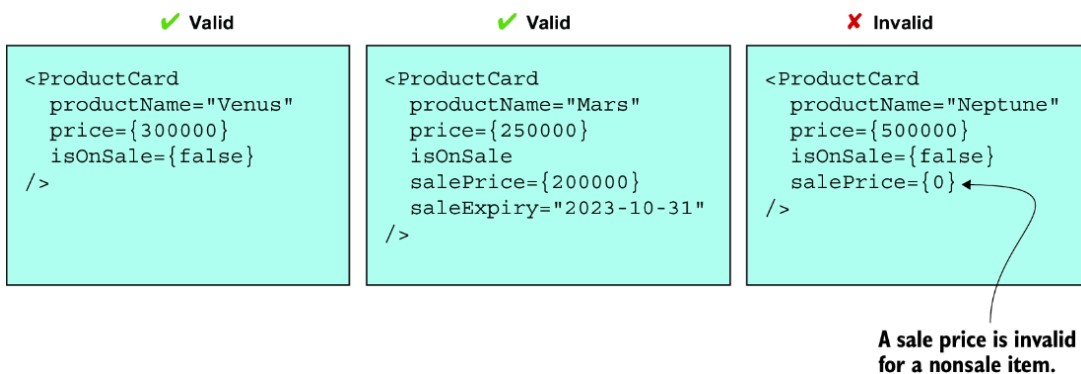 ✔ Valid
<ProductCard
  productName="Venus"
  price={300000}
  isOnSale={false}
/>
✔ Valid
<ProductCard
  productName="Mars"
  price={250000}
  isOnSale
  salePrice={200000}
  saleExpiry="2023-10-31"
/>
✘ Invalid
<ProductCard
  productName="Neptune"
  price={500000}
  isOnSale={false}
  salePrice={0}
/>
A sale price is invalid
for a nonsale item.